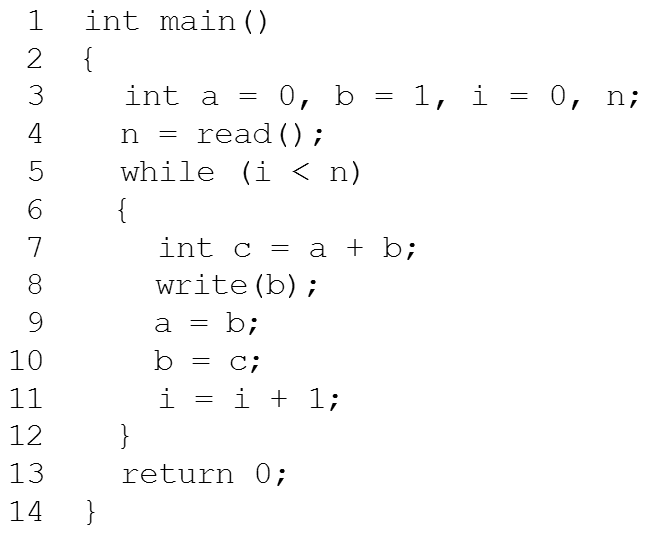 1 int main()
2 {
3 int a = 0, b = 1, i = 0, n;
4 n = read();
5 while (i < n)
6 {
7 int c = a + b;
8 write(b);
9 a = b;
10 b = c;
11 i = i + 1;
12 }
13 return 0;
14 }